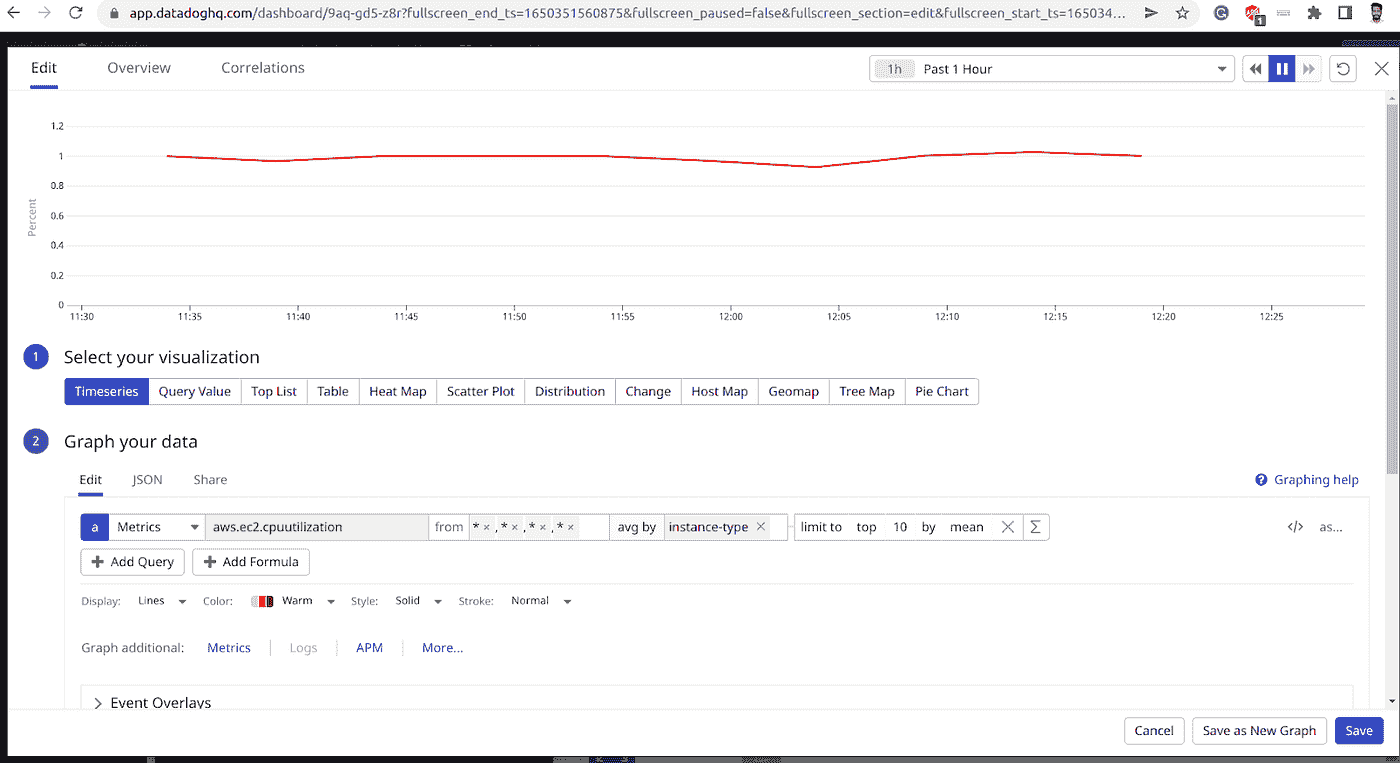 app.datadoghq.com/dashboard/9aq-gd5-z8r?fullscreen_end_ts=1650351560875&fullscreen_paused=false&fullscreen_section=edit&fullscreen_start_ts=165034...
1
Edit Overview Correlations 1h Past 1 Hour
1.2
1
0.8
0.6
0.4
0.2
0
Percent
11:30 11:35 11:40 11:45 11:50 11:55 12:00 12:05 12:10 12:15 12:20 12:25
1 Select your visualization
Timeseries Query Value Top List Table Heat Map Scatter Plot Distribution Change Host Map Geomap Tree Map Pie Chart
2 Graph your data
Edit JSON Share ? Graphing help
a Metrics aws.ec2.cpuutilization from * × ,* × ,* × ,* × avg by instance-type × limit to top 10 by mean × Σ </> as...
+ Add Query + Add Formula
Display: Lines Color: Warm Style: Solid Stroke: Normal
Graph additional: Metrics Logs APM More...
> Event Overlays
Cancel Save as New Graph Save